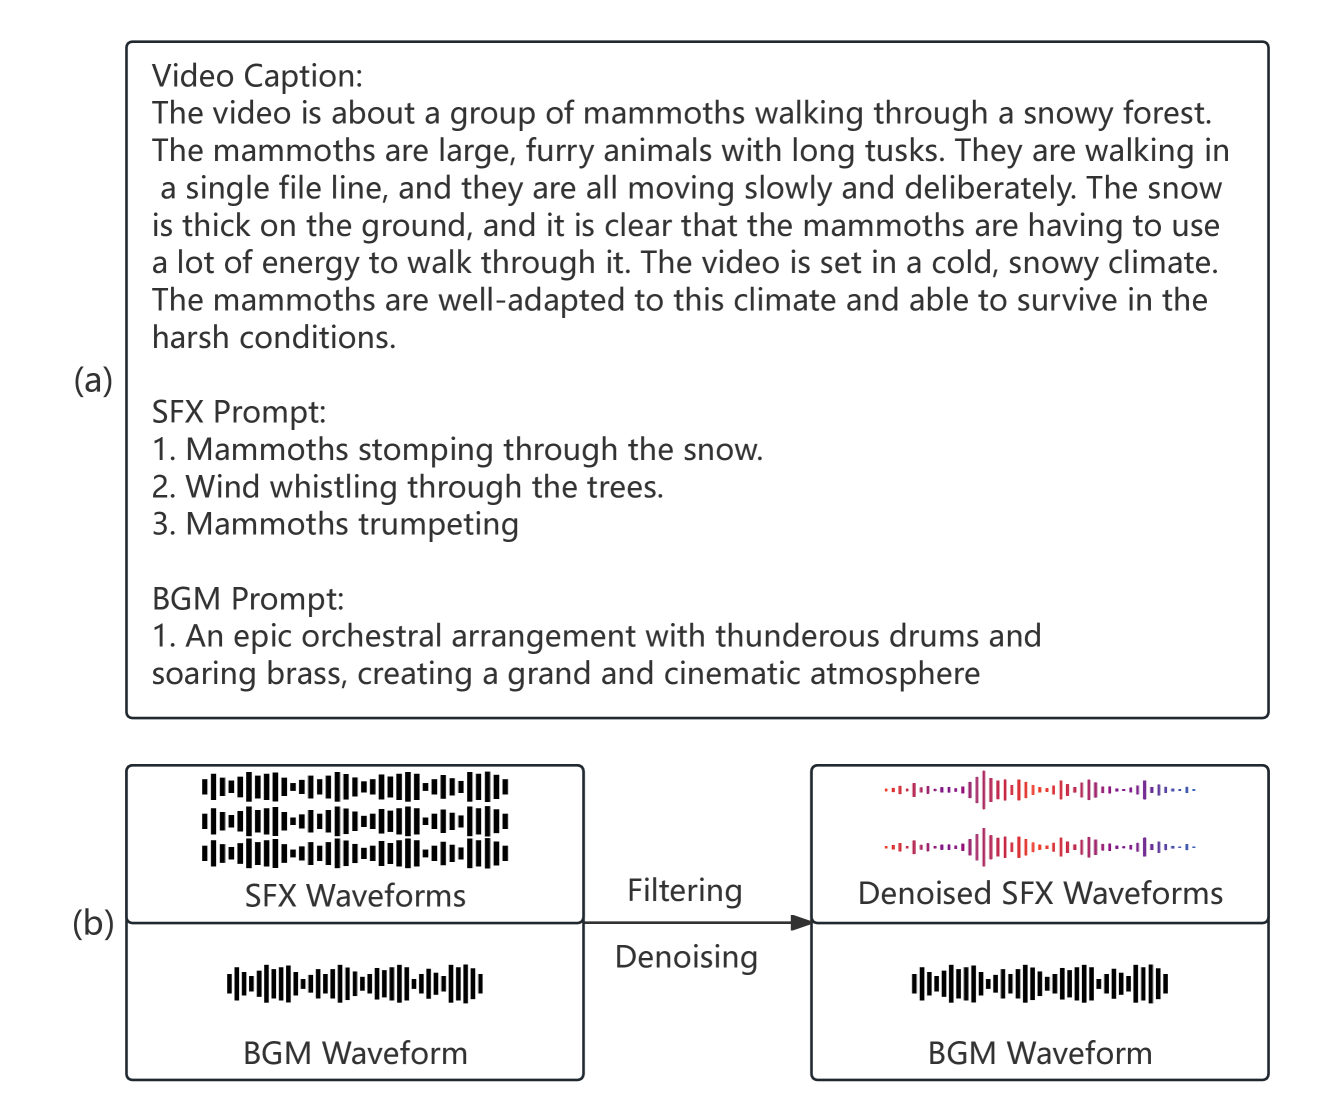 Video Caption:
The video is about a group of mammoths walking through a snowy forest.
The mammoths are large, furry animals with long tusks. They are walking in
a single file line, and they are all moving slowly and deliberately. The snow
is thick on the ground, and it is clear that the mammoths are having to use
a lot of energy to walk through it. The video is set in a cold, snowy climate.
The mammoths are well-adapted to this climate and able to survive in the
harsh conditions.
(a)
SFX Prompt:
1. Mammoths stomping through the snow.
2. Wind whistling through the trees.
3. Mammoths trumpeting
BGM Prompt:
1. An epic orchestral arrangement with thunderous drums and
soaring brass, creating a grand and cinematic atmosphere
(b)
SFX Waveforms
BGM Waveform
Filtering
Denoising
Denoised SFX Waveforms
BGM Waveform